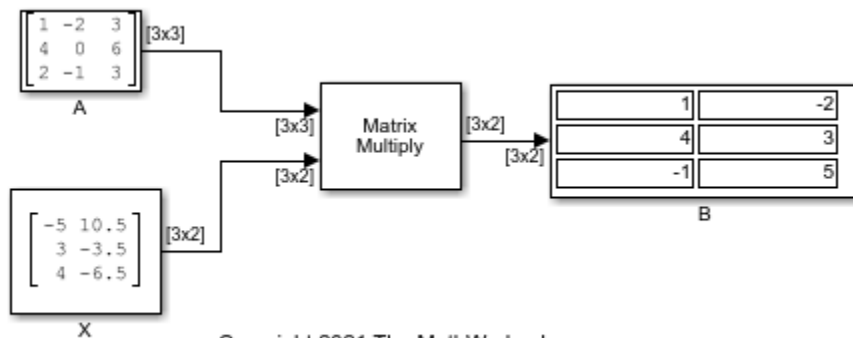 1 -2 3
4 0 6
2 -1 3
A
[3x3]
[3x3]
[3x2]
Matrix
Multiply
[3x2]
[3x2]
1 -2
4 3
-1 5
B
-5 10.5
3 -3.5
4 -6.5
X
[3x2]